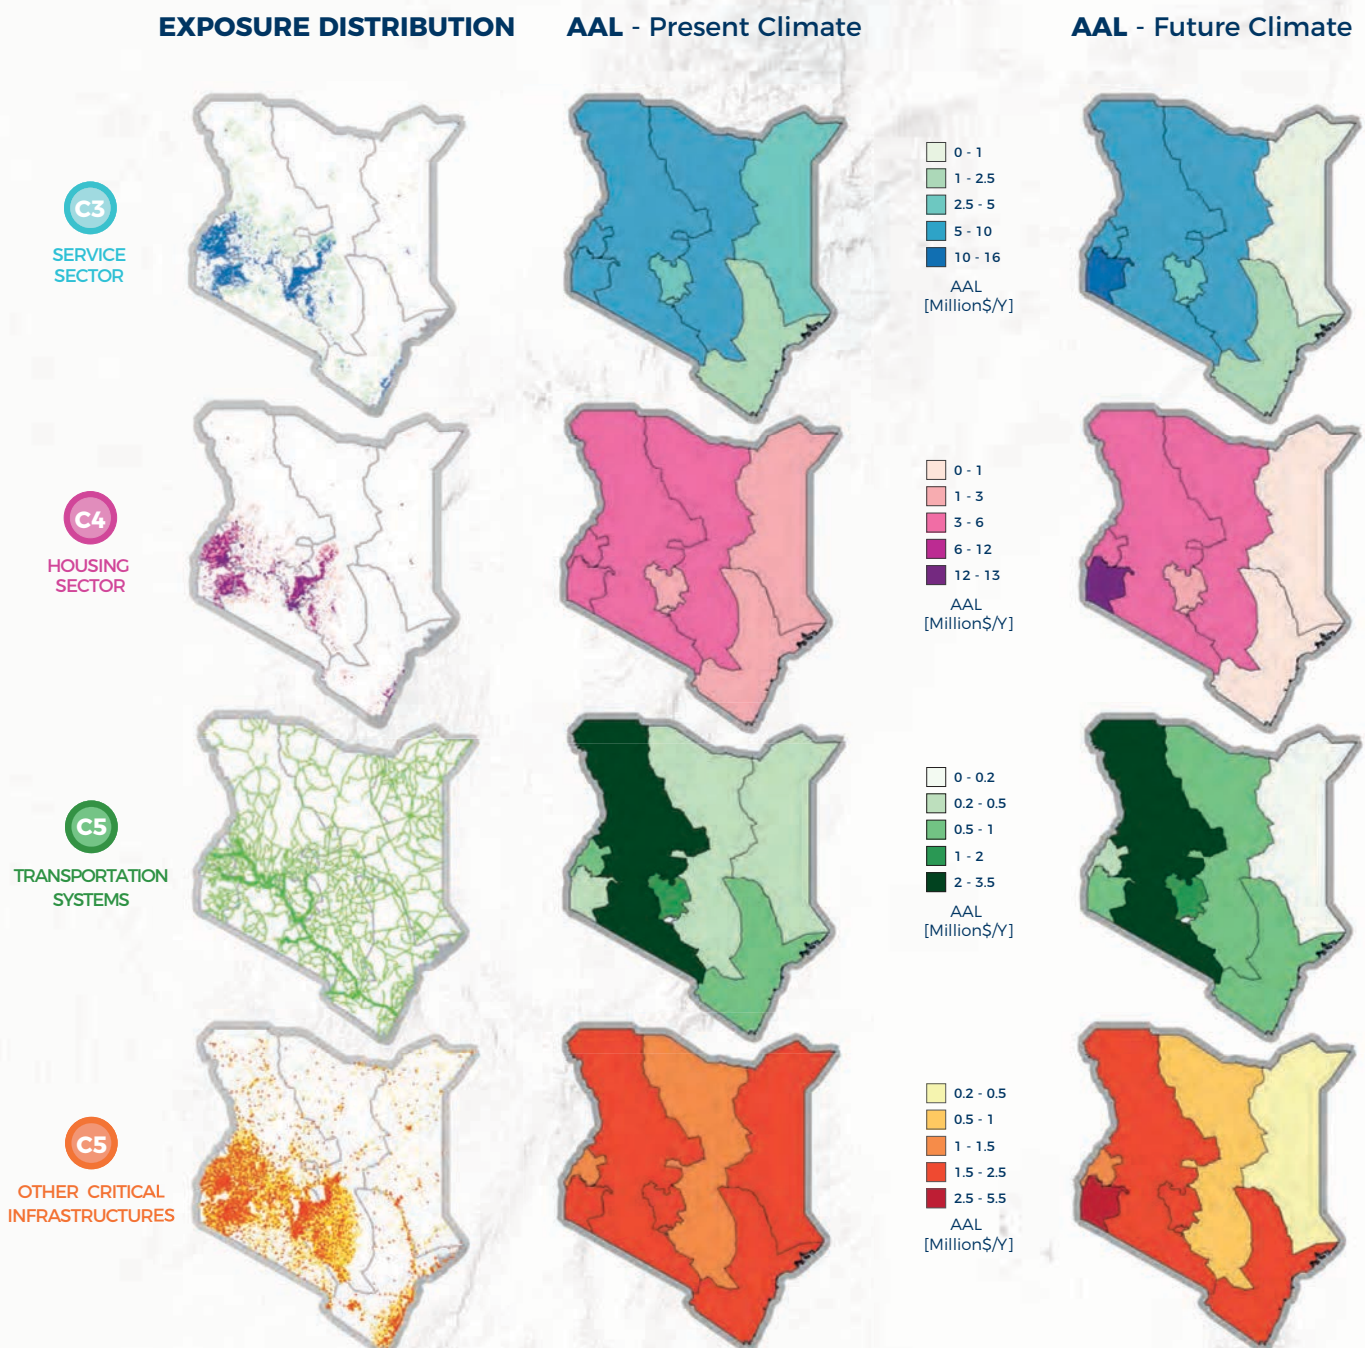 EXPOSURE DISTRIBUTION
AAL - Present Climate
AAL - Future Climate
C3
SERVICE
SECTOR
0 - 1
1 - 2.5
2.5 - 5
5 - 10
10 - 16
AAL
[Million$/Y]
C4
HOUSING
SECTOR
0 - 1
1 - 3
3 - 6
6 - 12
12 - 13
AAL
[Million$/Y]
C5
TRANSPORTATION
SYSTEMS
0 - 0.2
0.2 - 0.5
0.5 - 1
1 - 2
2 - 3.5
AAL
[Million$/Y]
C5
OTHER CRITICAL
INFRASTRUCTURES
0.2 - 0.5
0.5 - 1
1 - 1.5
1.5 - 2.5
2.5 - 5.5
AAL
[Million$/Y]